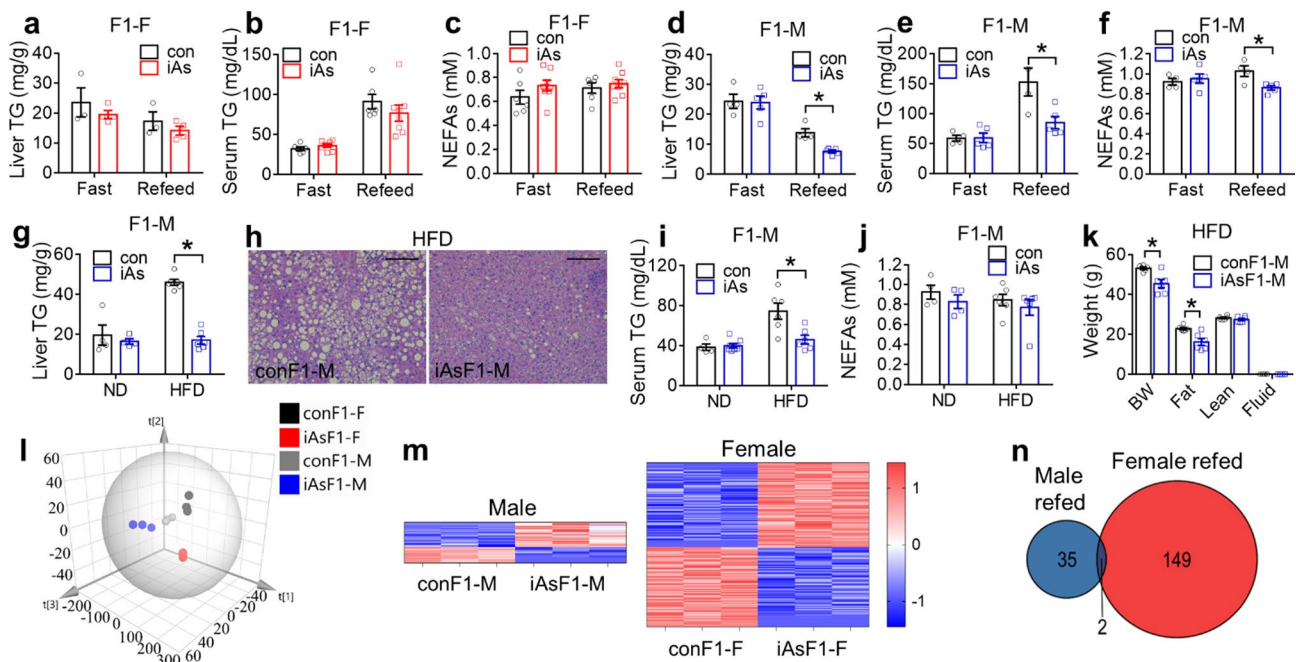 a
F1-F
Liver TG (mg/g)
40
30
20
10
0
con
iAs
Fast
Refeed
b
F1-F
Serum TG (mg/dL)
200
150
100
50
0
con
iAs
Fast
Refeed
c
F1-F
NEFAs (mM)
1.0
0.8
0.6
0.4
0.2
0.0
con
iAs
Fast
Refeed
d
F1-M
Liver TG (mg/g)
50
40
30
20
10
0
con
iAs
*
Fast
Refeed
e
F1-M
Serum TG (mg/dL)
200
150
100
50
0
con
iAs
*
Fast
Refeed
f
F1-M
NEFAs (mM)
1.4
1.2
1.0
0.8
0.6
0.4
0.2
0.0
con
iAs
*
Fast
Refeed
g
F1-M
Liver TG (mg/g)
60
40
20
0
con
iAs
*
ND
HFD
h
HFD
conF1-M
iAsF1-M
i
F1-M
Serum TG (mg/dL)
120
80
40
0
con
iAs
*
ND
HFD
j
F1-M
NEFAs (mM)
1.2
1.0
0.8
0.6
0.4
0.2
0.0
con
iAs
ND
HFD
k
HFD
Weight (g)
60
40
20
0
*
*
conF1-M
iAsF1-M
BW
Fat
Lean
Fluid
l
t[2]
60
40
20
0
-20
-40
t[3]
-200
-100
0
100
200
300
t[1]
-40
-20
0
20
40
60
conF1-F
iAsF1-F
conF1-M
iAsF1-M
m
Male
conF1-M
iAsF1-M
Female
conF1-F
iAsF1-F
1
0
-1
n
Male
refed
Female refed
35
149
2